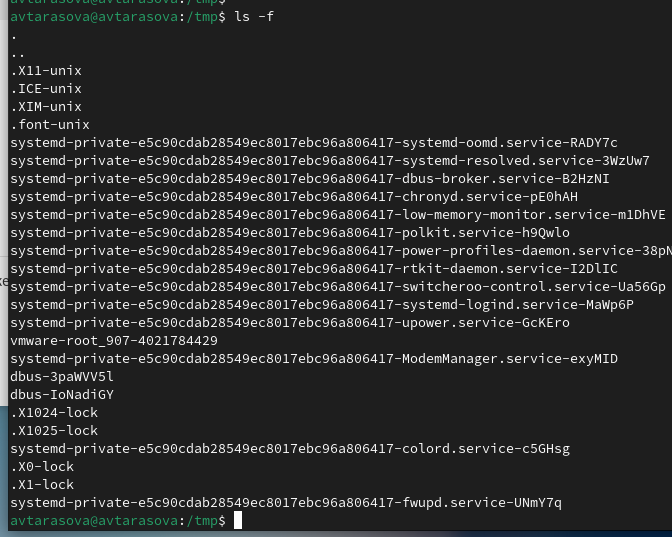 avtarasova@avtarasova:/tmp$
avtarasova@avtarasova:/tmp$ ls -f
.
..
.X11-unix
.ICE-unix
.XIM-unix
.font-unix
systemd-private-e5c90cdab28549ec8017ebc96a806417-systemd-oomd.service-RADY7c
systemd-private-e5c90cdab28549ec8017ebc96a806417-systemd-resolved.service-3WzUw7
systemd-private-e5c90cdab28549ec8017ebc96a806417-dbus-broker.service-B2HzNI
systemd-private-e5c90cdab28549ec8017ebc96a806417-chronyd.service-pE0hAH
systemd-private-e5c90cdab28549ec8017ebc96a806417-low-memory-monitor.service-m1DhVE
systemd-private-e5c90cdab28549ec8017ebc96a806417-polkit.service-h9Qwlo
systemd-private-e5c90cdab28549ec8017ebc96a806417-power-profiles-daemon.service-38pN
systemd-private-e5c90cdab28549ec8017ebc96a806417-rtkit-daemon.service-I2DlIC
systemd-private-e5c90cdab28549ec8017ebc96a806417-switcheroo-control.service-Ua56Gp
systemd-private-e5c90cdab28549ec8017ebc96a806417-systemd-logind.service-MaWp6P
systemd-private-e5c90cdab28549ec8017ebc96a806417-upower.service-GcKEro
vmware-root_907-4021784429
systemd-private-e5c90cdab28549ec8017ebc96a806417-ModemManager.service-exyMID
dbus-3paWVV5l
dbus-IoNadiGY
.X1024-lock
.X1025-lock
systemd-private-e5c90cdab28549ec8017ebc96a806417-colord.service-c5GHsg
.X0-lock
.X1-lock
systemd-private-e5c90cdab28549ec8017ebc96a806417-fwupd.service-UNmY7q
avtarasova@avtarasova:/tmp$